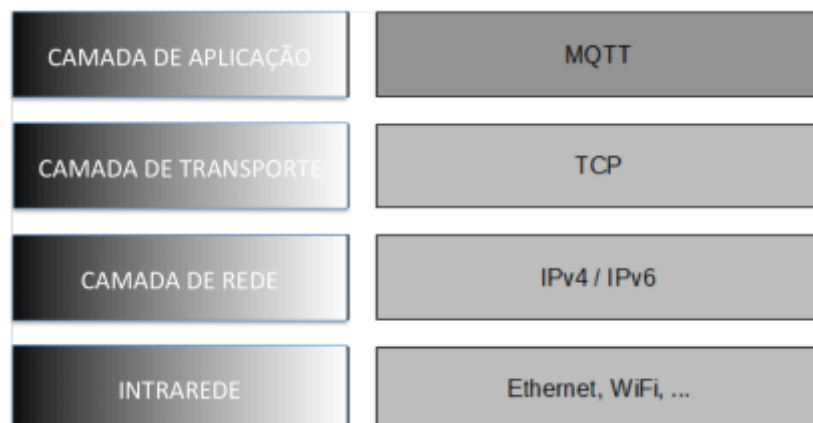 CAMADA DE APLICAÇÃO
MQTT
CAMADA DE TRANSPORTE
TCP
CAMADA DE REDE
IPv4 / IPv6
INTRAREDE
Ethernet, WiFi, ...